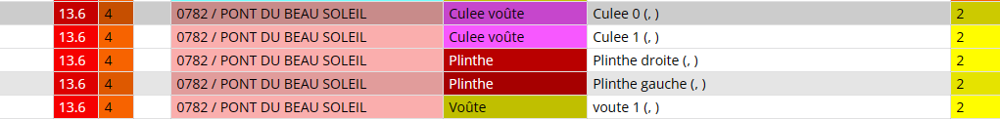 13.6 4 0782 / PONT DU BEAU SOLEIL Culee voûte Culee 0 (, ) 2
13.6 4 0782 / PONT DU BEAU SOLEIL Culee voûte Culee 1 (, ) 2
13.6 4 0782 / PONT DU BEAU SOLEIL Plinthe Plinthe droite (, ) 2
13.6 4 0782 / PONT DU BEAU SOLEIL Plinthe Plinthe gauche (, ) 2
13.6 4 0782 / PONT DU BEAU SOLEIL Voûte voute 1 (, ) 2